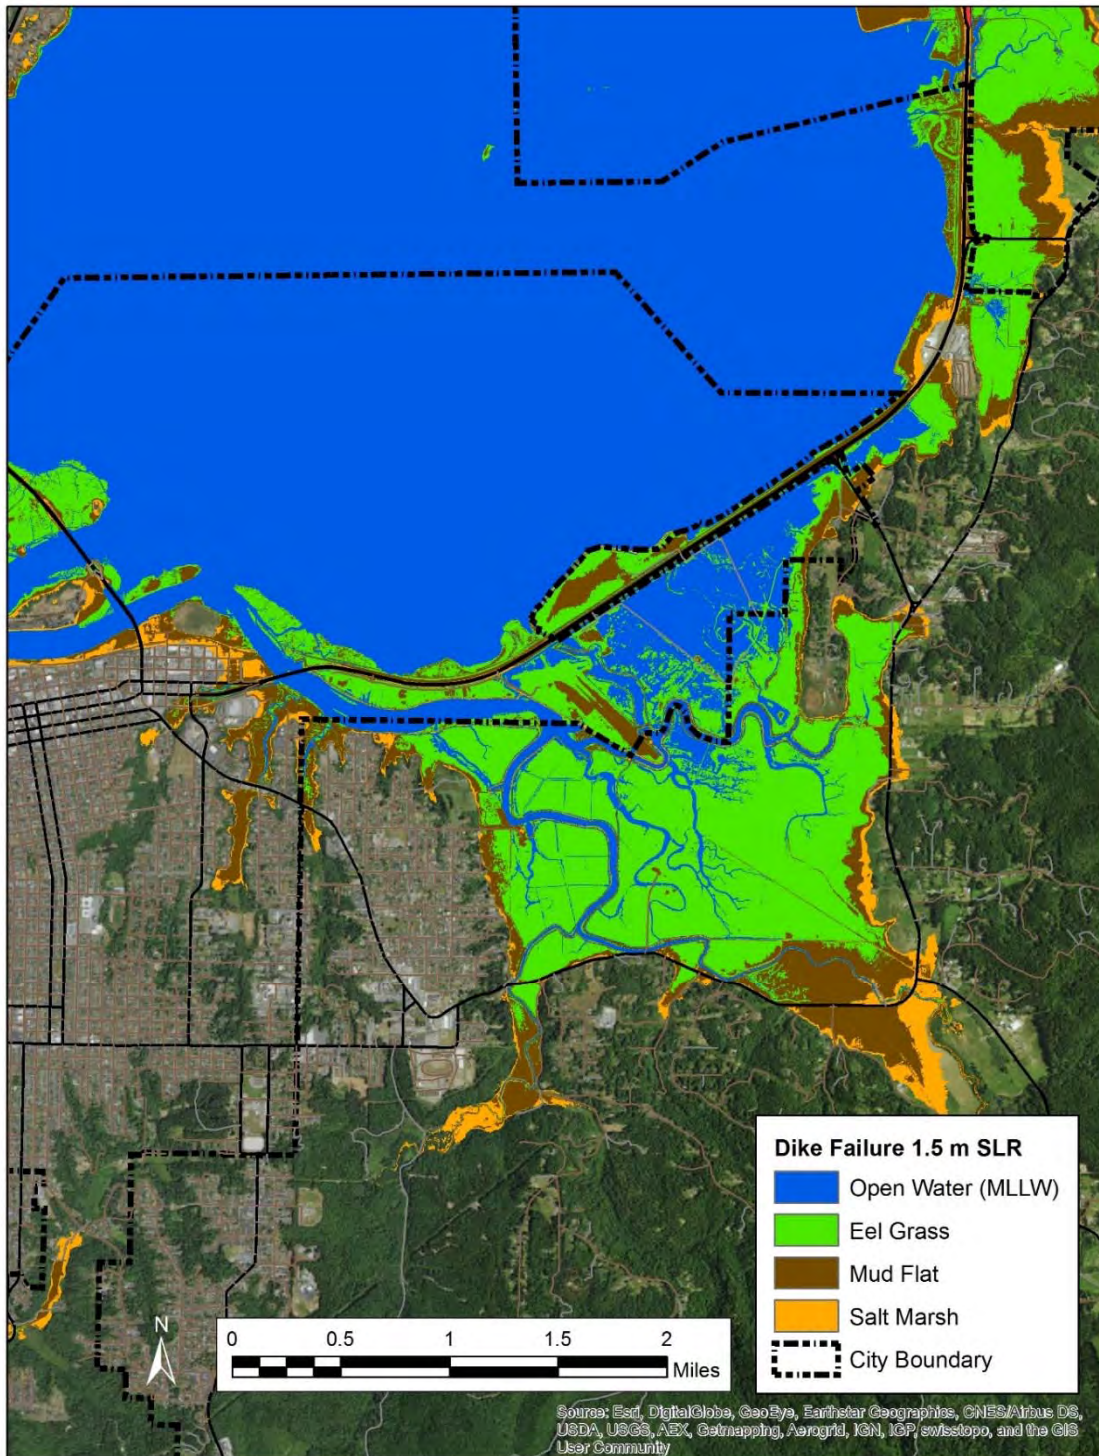 Dike Failure 1.5 m SLR
Open Water (MLLW)
Eel Grass
Mud Flat
Salt Marsh
City Boundary
N
0 0.5 1 1.5 2
Miles
Source: Esri, DigitalGlobe, GeoEye, Earthstar Geographics, CNES/Airbus DS,
USDA, USGS, AEX, Getmapping, Aerogrid, IGN, IGP, swisstopo, and the GIS
User Community